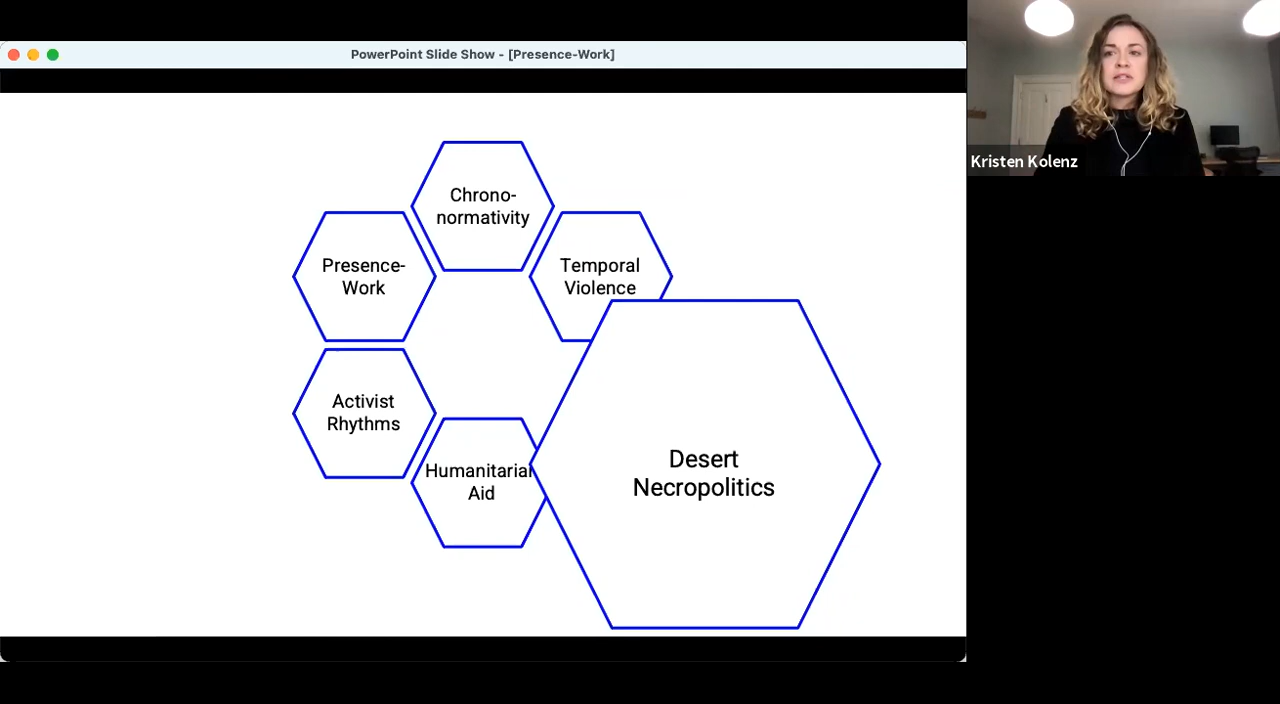 PowerPoint Slide Show - [Presence-Work]
Kristen Kolenz
Chrono-
normativity
Presence-
Work
Temporal
Violence
Activist
Rhythms
Humanitarian
Aid
Desert
Necropolitics